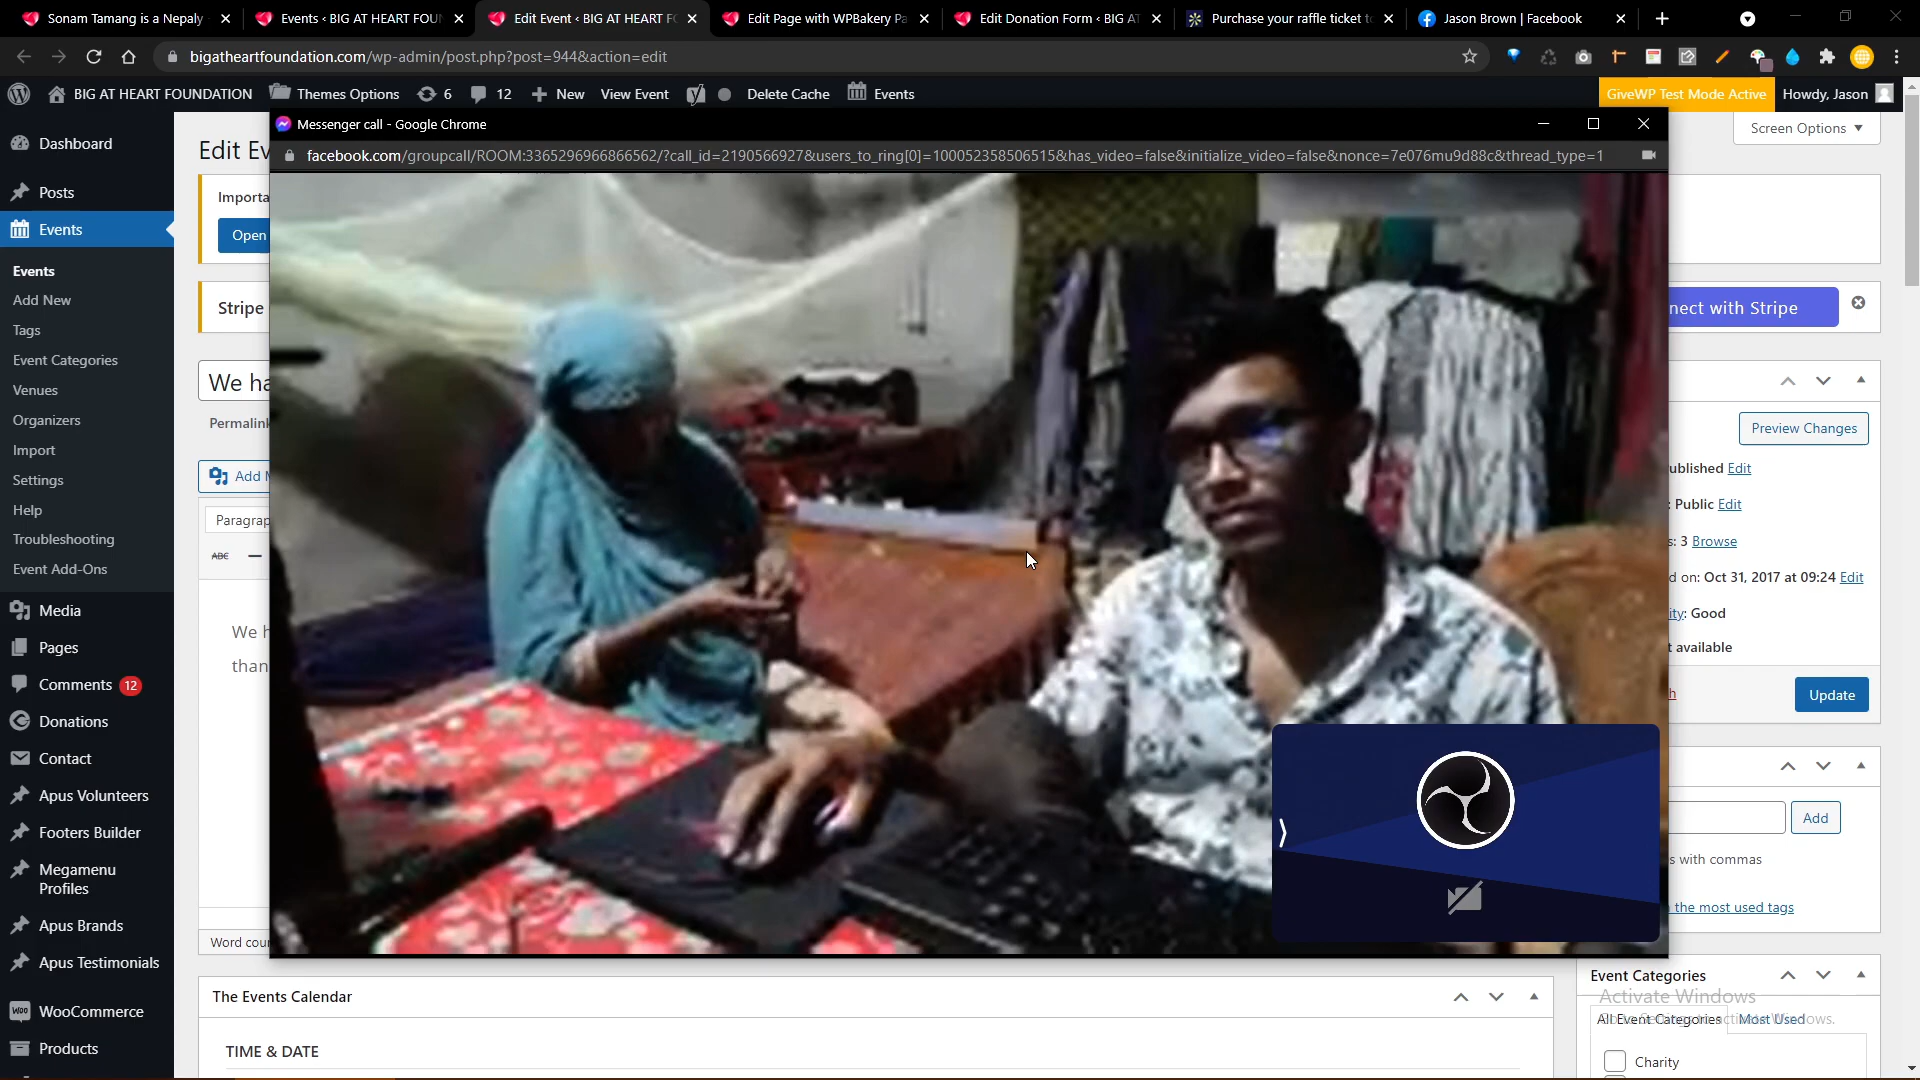 Sonam Tamang is a Nepaly
Events ‹ BIG AT HEART FOU
Edit Event ‹ BIG AT HEART F
Edit Page with WPBakery Pa
Edit Donation Form ‹ BIG AT
Purchase your raffle ticket to
Jason Brown | Facebook
bigatheartfoundation.com/wp-admin/post.php?post=944&action=edit
BIG AT HEART FOUNDATION
Themes Options
6
12
New
View Event
Delete Cache
Events
GiveWP Test Mode Active
Howdy, Jason
Messenger call - Google Chrome
facebook.com/groupcall/ROOM:3365296966866562/?call_id=2190566927&users_to_ring[0]=100052358506515&has_video=false&initialize_video=false&nonce=7e076mu9d88c&thread_type=1
Screen Options
Dashboard
Posts
Events
Events
Add New
Tags
Event Categories
Venues
Organizers
Import
Settings
Help
Troubleshooting
Event Add-Ons
Media
Pages
Comments 12
Donations
Contact
Apus Volunteers
Footers Builder
Megamenu
Profiles
Apus Brands
Apus Testimonials
WooCommerce
Products
Edit Ev
Importa
Open
Stripe
We ha
Permalink
Add M
Paragrap
ABC
We h
than
Word cou
nect with Stripe
Preview Changes
ublished Edit
: Public Edit
s: 3 Browse
d on: Oct 31, 2017 at 09:24 Edit
ity: Good
t available
h
Update
Add
s with commas
the most used tags
Event Categories
Activate Windows
Go to Settings to activate Windows.
All Event Categories
Most Used
Charity
The Events Calendar
TIME & DATE